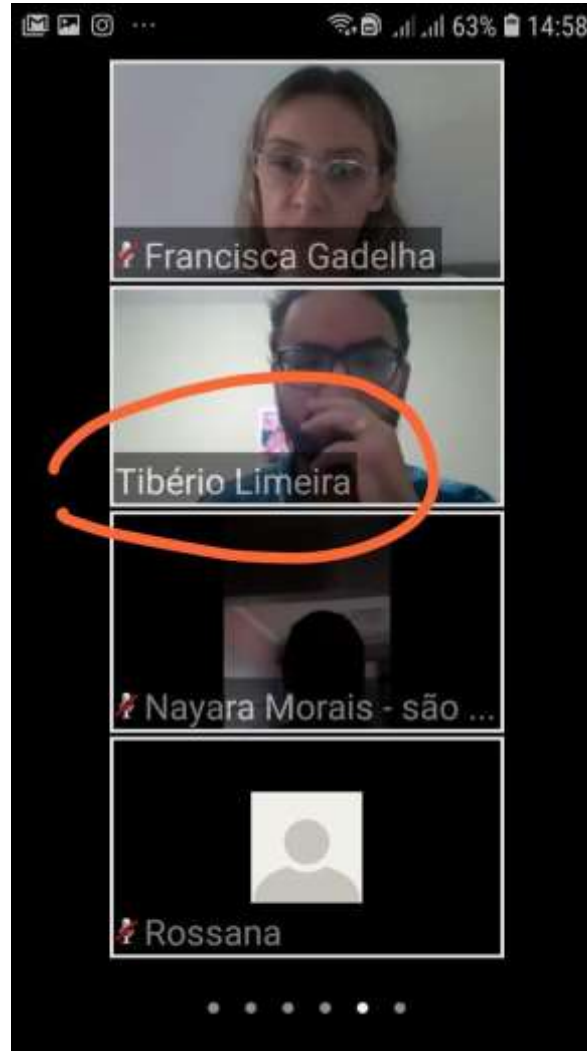 63% 14:58
Francisca Gadelha
Tibério Limeira
Nayara Morais - são ...
Rossana